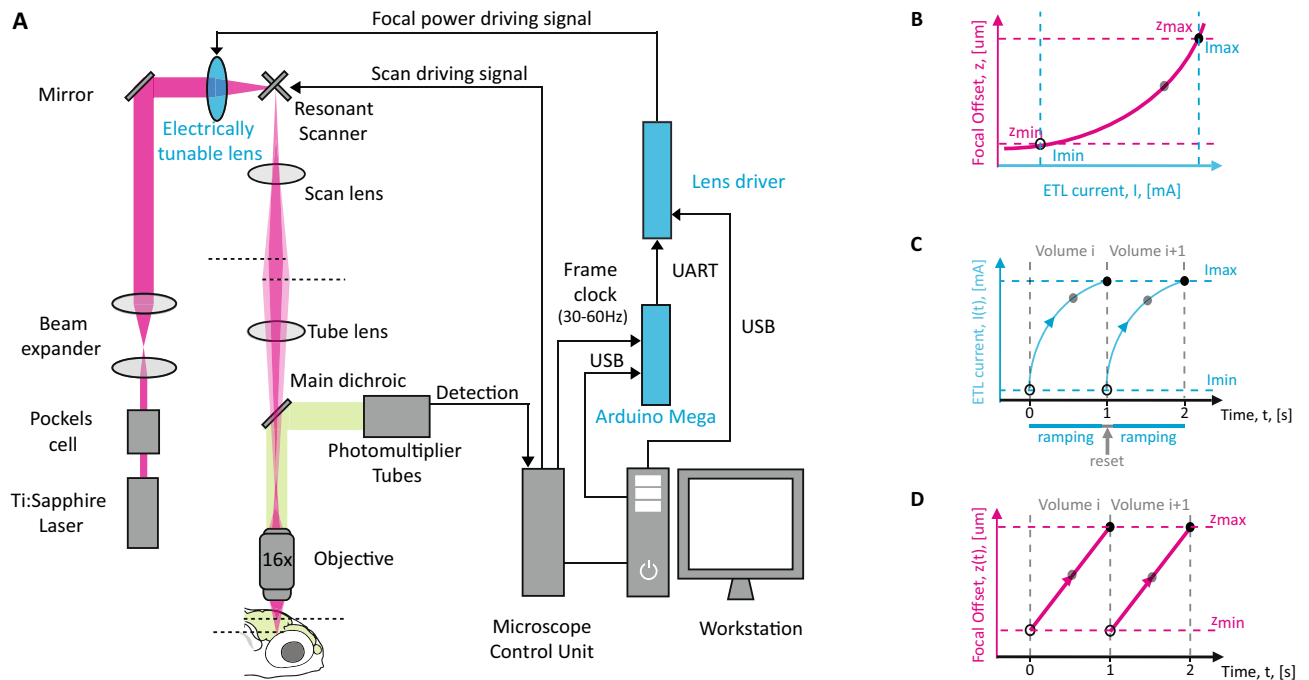 A
Focal power driving signal
Scan driving signal
Mirror
Resonant
Scanner
Electrically
tunable lens
Scan lens
Lens driver
Frame
clock
(30-60Hz)
UART
USB
USB
Beam
expander
Tube lens
Main dichroic
Detection
Arduino Mega
Pockels
cell
Photomultiplier
Tubes
Ti:Sapphire
Laser
16x
Objective
Microscope
Control Unit
Workstation
B
Focal Offset, z, [um]
zmax
Imax
zmin
Imin
ETL current, I, [mA]
C
Volume i
Volume i+1
ETL current, I(t), [mA]
Imax
Imin
0
1
2
Time, t, [s]
ramping
ramping
reset
D
Volume i
Volume i+1
Focal Offset, z(t), [um]
zmax
zmin
0
1
2
Time, t, [s]